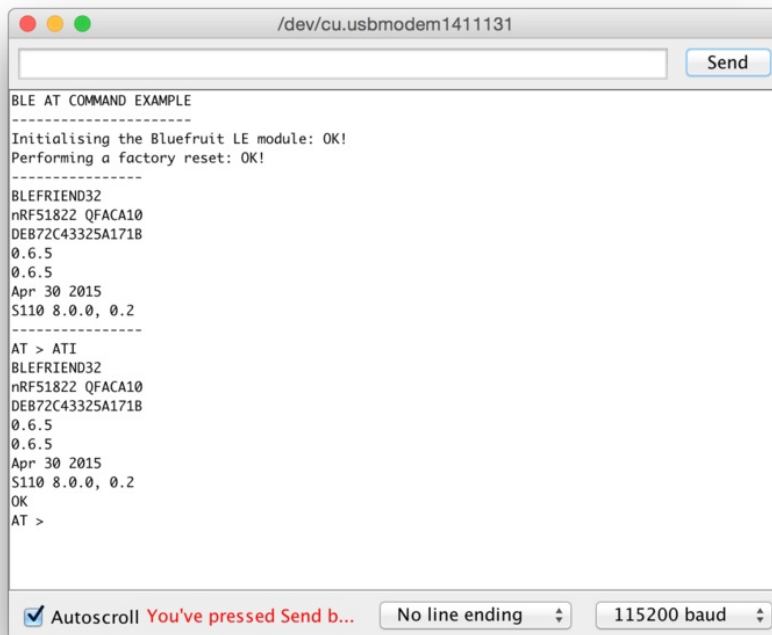 /dev/cu.usbmodem1411131
Send
BLE AT COMMAND EXAMPLE
----------------------
Initialising the Bluefruit LE module: OK!
Performing a factory reset: OK!
----------------
BLEFRIEND32
nRF51822 QFACA10
DEB72C43325A171B
0.6.5
0.6.5
Apr 30 2015
S110 8.0.0, 0.2
----------------
AT > ATI
BLEFRIEND32
nRF51822 QFACA10
DEB72C43325A171B
0.6.5
0.6.5
Apr 30 2015
S110 8.0.0, 0.2
OK
AT >
Autoscroll You've pressed Send b... No line ending 115200 baud